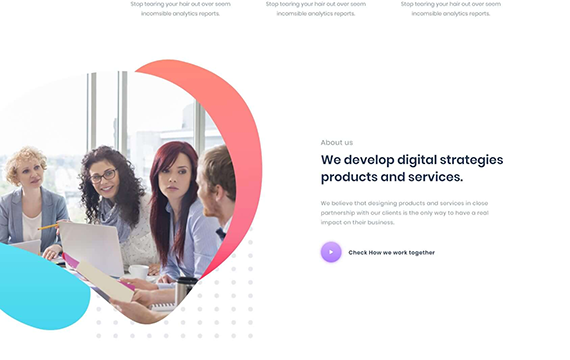 Stop tearing your hair out over seem
incomsible analytics reports.
Stop tearing your hair out over seem
incomsible analytics reports.
Stop tearing your hair out over seem
incomsible analytics reports.
About us
We develop digital strategies
products and services.
We believe that designing products and services in close
partnership with our clients is the only way to have a real
impact on their business.
Check How we work together